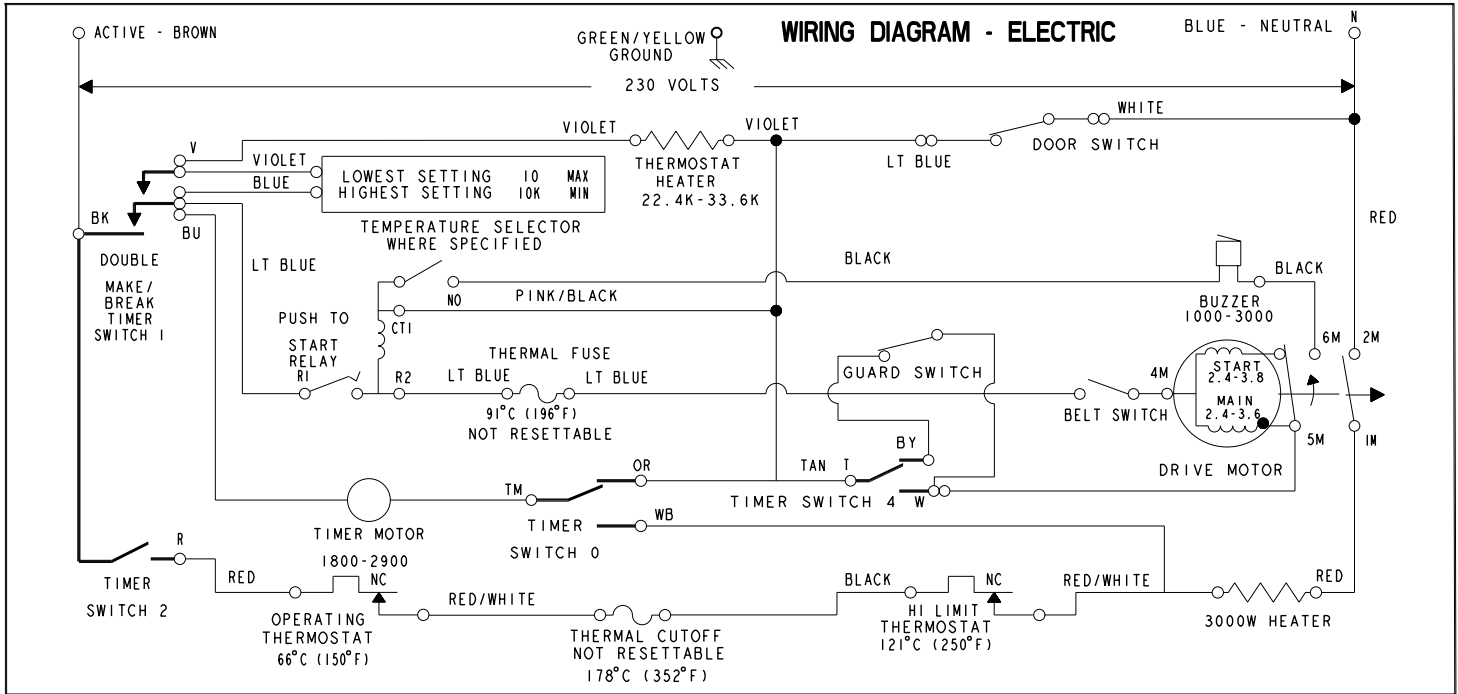 ACTIVE - BROWN
GREEN/YELLOW
GROUND
WIRING DIAGRAM - ELECTRIC
BLUE - NEUTRAL
N
230 VOLTS
V
VIOLET
VIOLET
WHITE
DOOR SWITCH
LT BLUE
THERMOSTAT
HEATER
22.4K-33.6K
VIOLET
BLUE
LOWEST SETTING 10 MAX
HIGHEST SETTING 10K MIN
TEMPERATURE SELECTOR
WHERE SPECIFIED
BK
BU
RED
DOUBLE
MAKE/
BREAK
TIMER
SWITCH 1
LT BLUE
BLACK
BLACK
NO
PINK/BLACK
BUZZER
1000-3000
PUSH TO
START
RELAY
CT1
6M
2M
R1
R2
THERMAL FUSE
LT BLUE
LT BLUE
91°C (196°F)
NOT RESETTABLE
GUARD SWITCH
4M
BELT SWITCH
START
2.4-3.8
MAIN
2.4-3.6
5M
1M
DRIVE MOTOR
BY
OR
TAN
T
TM
TIMER SWITCH 4
W
TIMER
SWITCH 0
WB
TIMER MOTOR
1800-2900
R
TIMER
SWITCH 2
RED
NC
OPERATING
THERMOSTAT
66°C (150°F)
RED/WHITE
THERMAL CUTOFF
NOT RESETTABLE
178°C (352°F)
BLACK
NC
HI LIMIT
THERMOSTAT
121°C (250°F)
RED/WHITE
RED
3000W HEATER